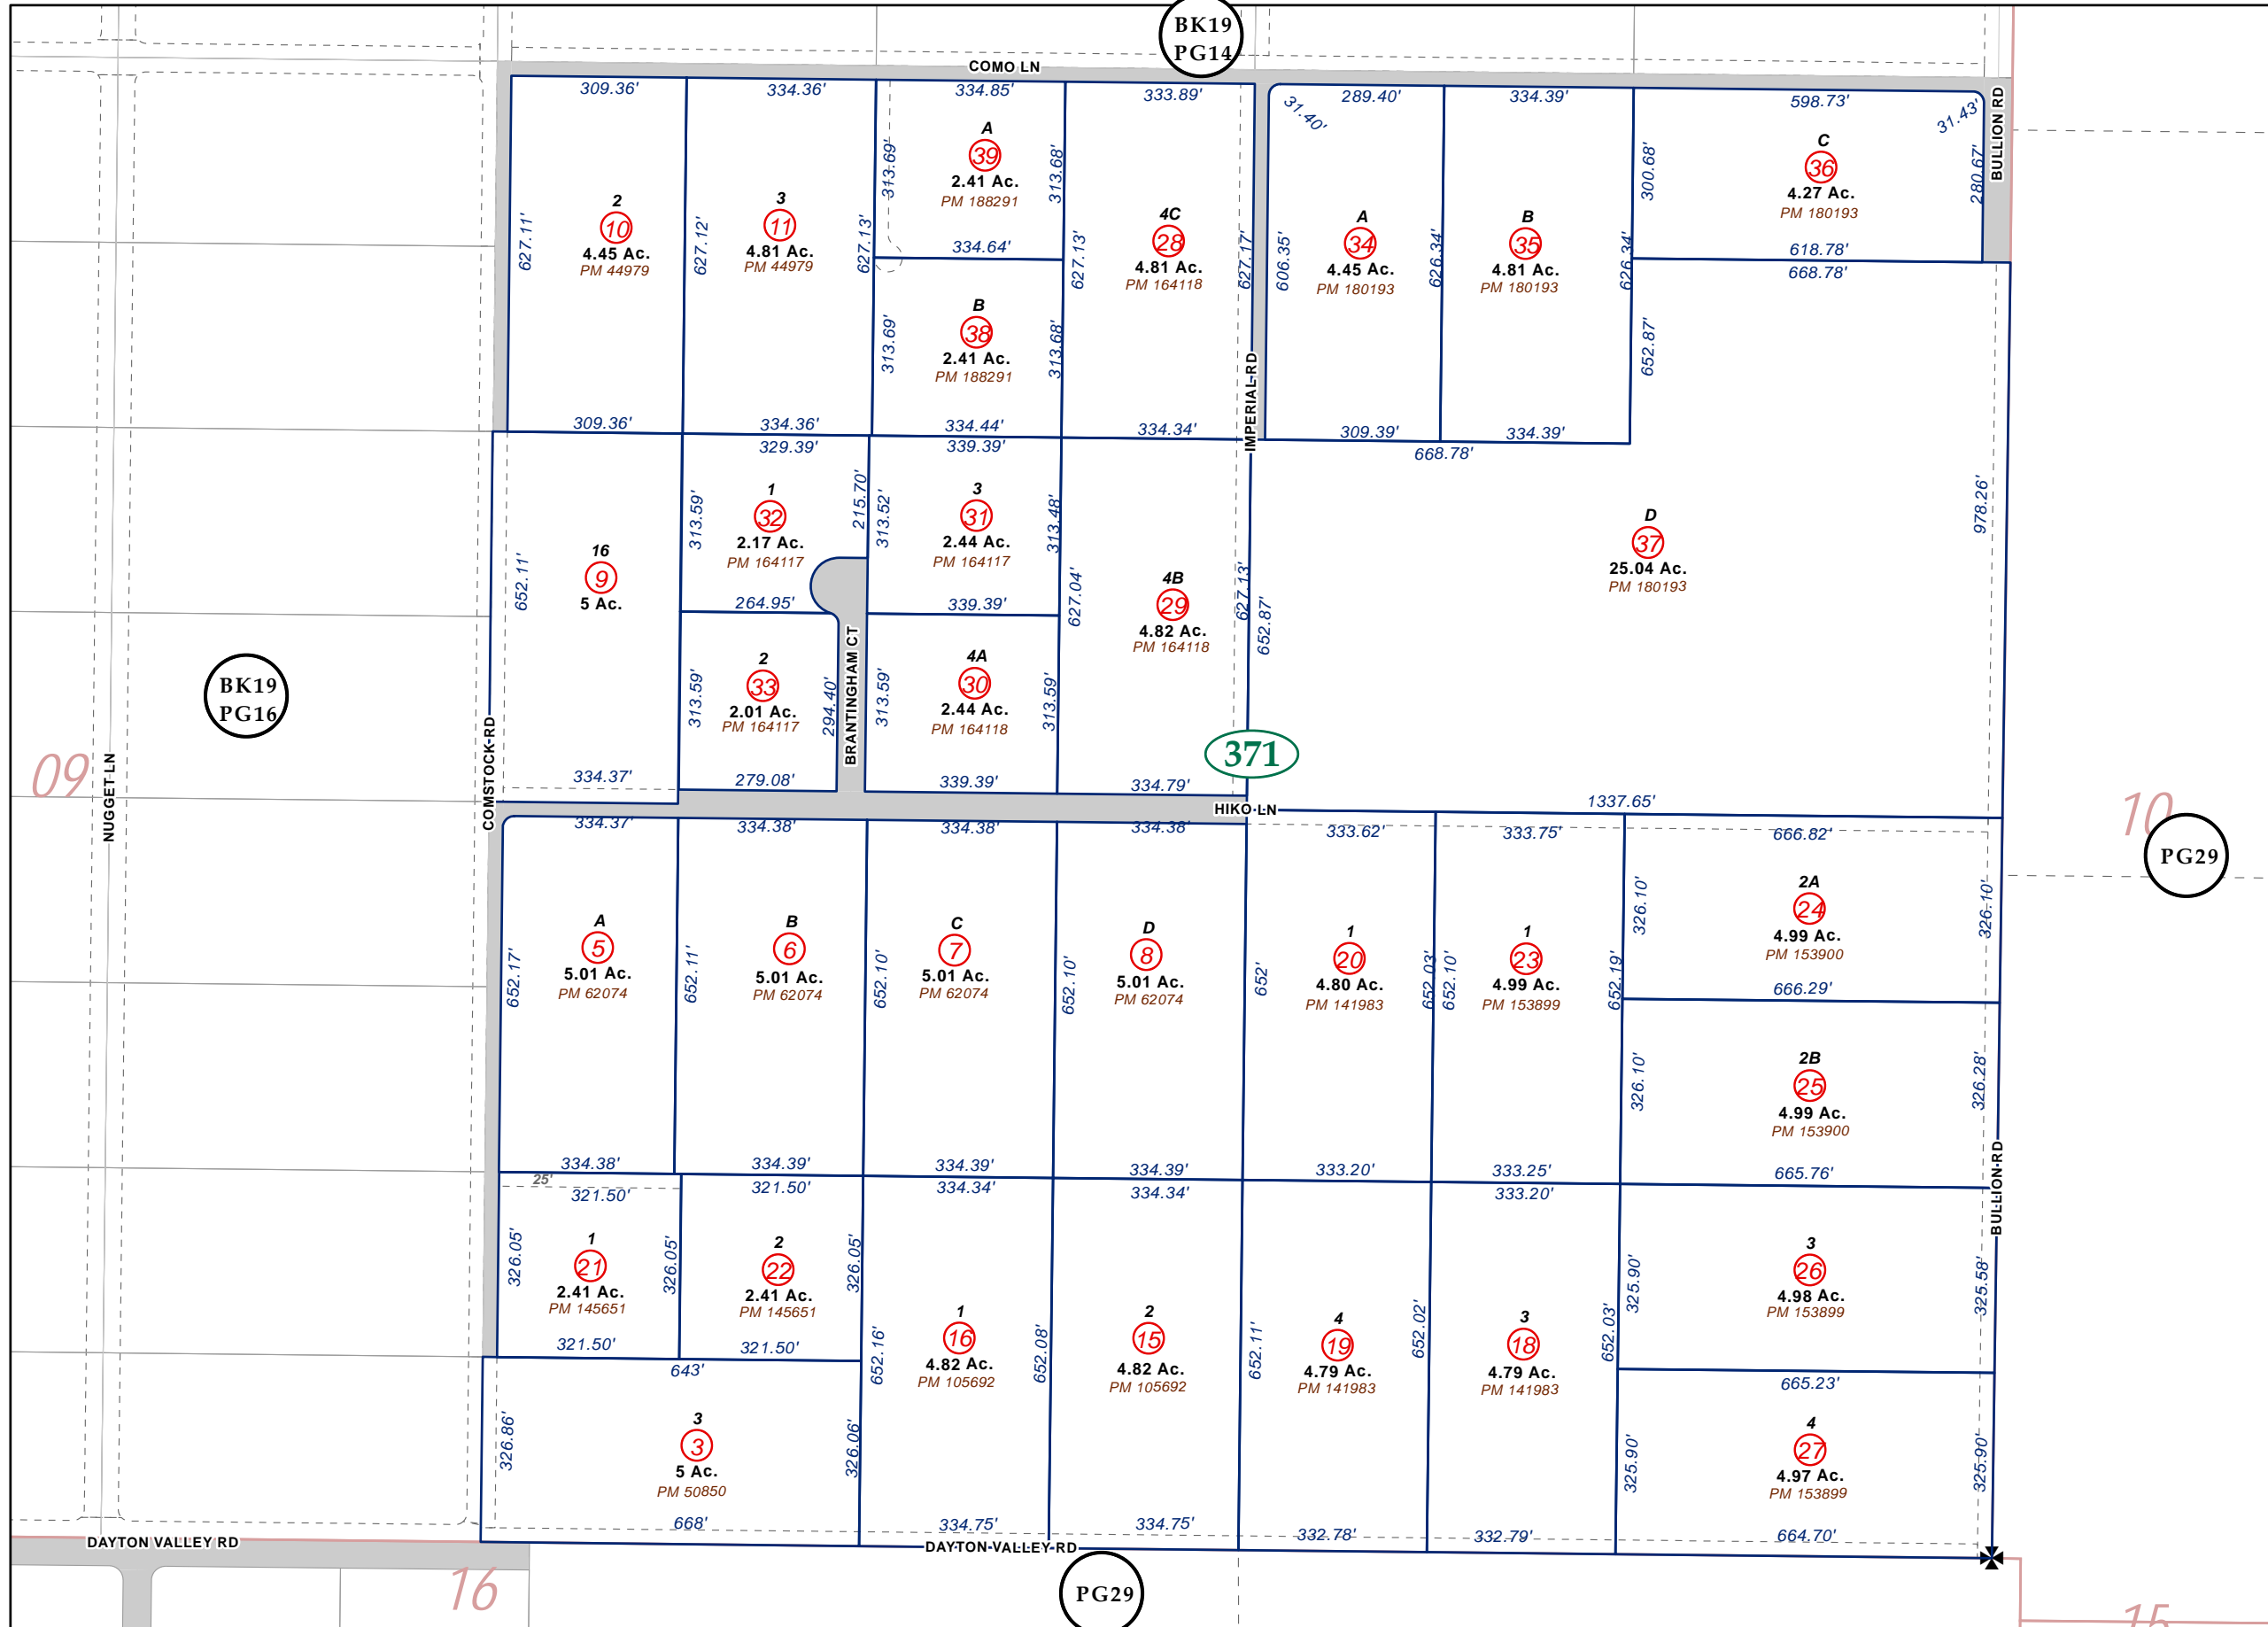 BK19
PG14
COMO LN
309.36'
334.36'
334.85'
333.89'
289.40'
334.39'
598.73'
31.40'
31.43'
BULLION RD
2
10
4.45 Ac.
PM 44979
627.11'
627.12'
3
11
4.81 Ac.
PM 44979
627.13'
313.69'
A
39
2.41 Ac.
PM 188291
313.68'
334.64'
313.69'
B
38
2.41 Ac.
PM 188291
313.68'
627.13'
4C
28
4.81 Ac.
PM 164118
627.17'
606.35'
A
34
4.45 Ac.
PM 180193
626.34'
B
35
4.81 Ac.
PM 180193
626.34'
300.68'
C
36
4.27 Ac.
PM 180193
280.67'
618.78'
668.78'
652.87'
IMPERIAL RD
309.36'
334.36'
334.44'
334.34'
309.39'
334.39'
329.39'
339.39'
668.78'
652.11'
16
9
5 Ac.
313.59'
1
32
2.17 Ac.
PM 164117
215.70'
313.52'
3
31
2.44 Ac.
PM 164117
313.48'
264.95'
339.39'
627.04'
4B
29
4.82 Ac.
PM 164118
627.13'
652.87'
D
37
25.04 Ac.
PM 180193
978.26'
313.59'
2
33
2.01 Ac.
PM 164117
294.40'
BRANTINGHAM CT
313.59'
4A
30
2.44 Ac.
PM 164118
313.59'
BK19
PG16
09
NUGGET LN
COMSTOCK RD
371
334.37'
279.08'
339.39'
334.79'
HIKO LN
1337.65'
10
PG29
334.37'
334.38'
334.38'
334.38'
333.62'
333.75'
666.82'
652.17'
A
5
5.01 Ac.
PM 62074
652.11'
B
6
5.01 Ac.
PM 62074
652.10'
C
7
5.01 Ac.
PM 62074
652.10'
D
8
5.01 Ac.
PM 62074
652'
1
20
4.80 Ac.
PM 141983
652.03'
652.10'
1
23
4.99 Ac.
PM 153899
652.19'
326.10'
2A
24
4.99 Ac.
PM 153900
326.10'
666.29'
326.10'
2B
25
4.99 Ac.
PM 153900
326.28'
665.76'
BULLION RD
334.38'
334.39'
334.39'
334.39'
333.20'
333.25'
25'
321.50'
321.50'
334.34'
334.34'
333.20'
326.05'
1
21
2.41 Ac.
PM 145651
326.05'
2
22
2.41 Ac.
PM 145651
326.05'
321.50'
321.50'
643'
652.16'
1
16
4.82 Ac.
PM 105692
652.08'
2
15
4.82 Ac.
PM 105692
652.11'
4
19
4.79 Ac.
PM 141983
652.02'
3
18
4.79 Ac.
PM 141983
652.03'
325.90'
3
26
4.98 Ac.
PM 153899
325.58'
665.23'
326.86'
3
3
5 Ac.
PM 50850
326.06'
325.90'
4
27
4.97 Ac.
PM 153899
325.90'
668'
334.75'
334.75'
332.78'
332.79'
664.70'
DAYTON VALLEY RD
DAYTON VALLEY RD
16
PG29
15